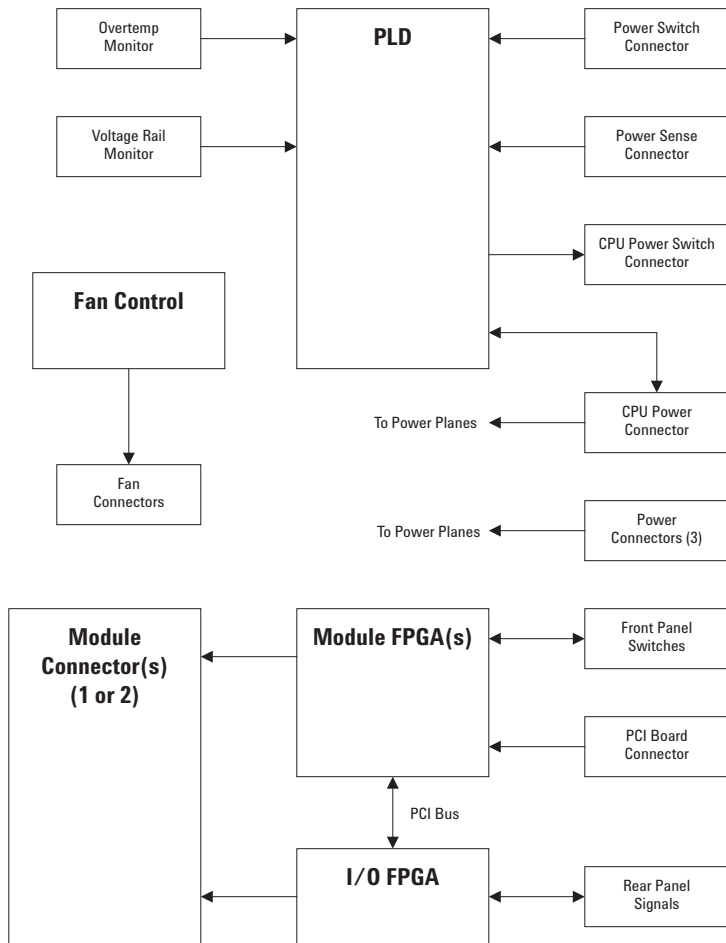 Overtemp
Monitor
PLD
Power Switch
Connector
Voltage Rail
Monitor
Power Sense
Connector
CPU Power Switch
Connector
Fan Control
To Power Planes
CPU Power
Connector
Fan
Connectors
To Power Planes
Power
Connectors (3)
Module
Connector(s)
(1 or 2)
Module FPGA(s)
Front Panel
Switches
PCI Board
Connector
PCI Bus
I/O FPGA
Rear Panel
Signals